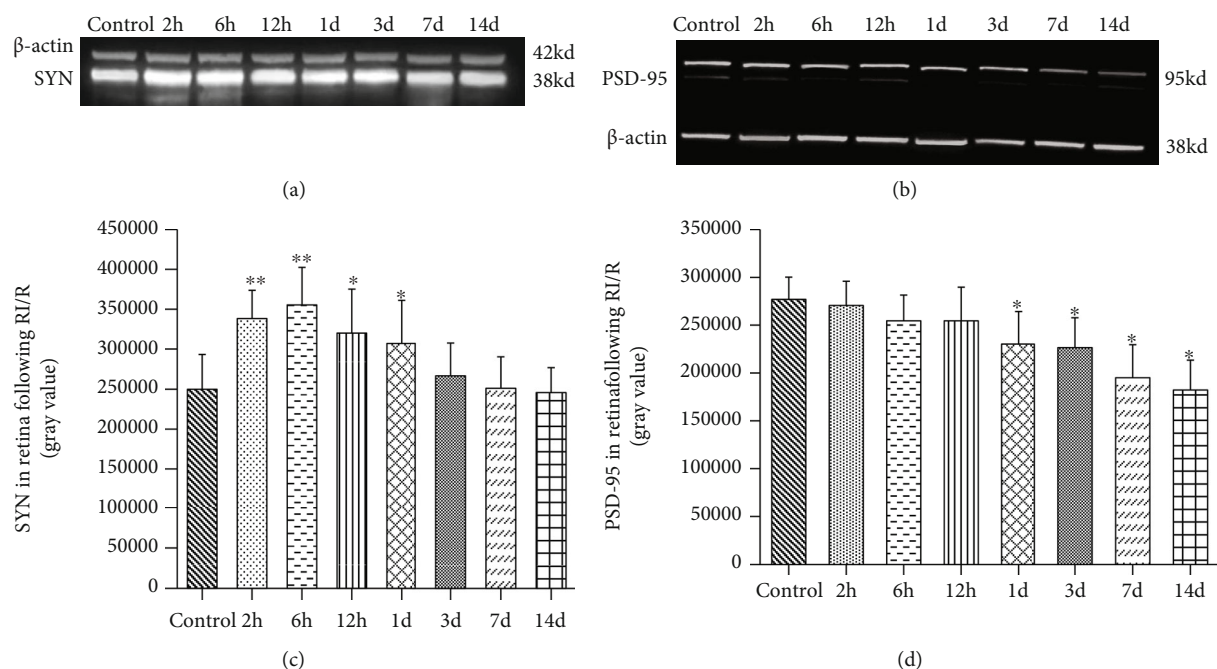 Control 2h 6h 12h 1d 3d 7d 14d
β-actin 42kd
SYN 38kd
(a)
Control 2h 6h 12h 1d 3d 7d 14d
PSD-95 95kd
β-actin 38kd
(b)
SYN in retina following RI/R
(gray value)
450000
400000
350000
300000
250000
200000
150000
100000
50000
0
** ** * *
Control 2h 6h 12h 1d 3d 7d 14d
(c)
PSD-95 in retinafollowing RI/R
(gray value)
350000
300000
250000
200000
150000
100000
50000
0
* * * *
Control 2h 6h 12h 1d 3d 7d 14d
(d)